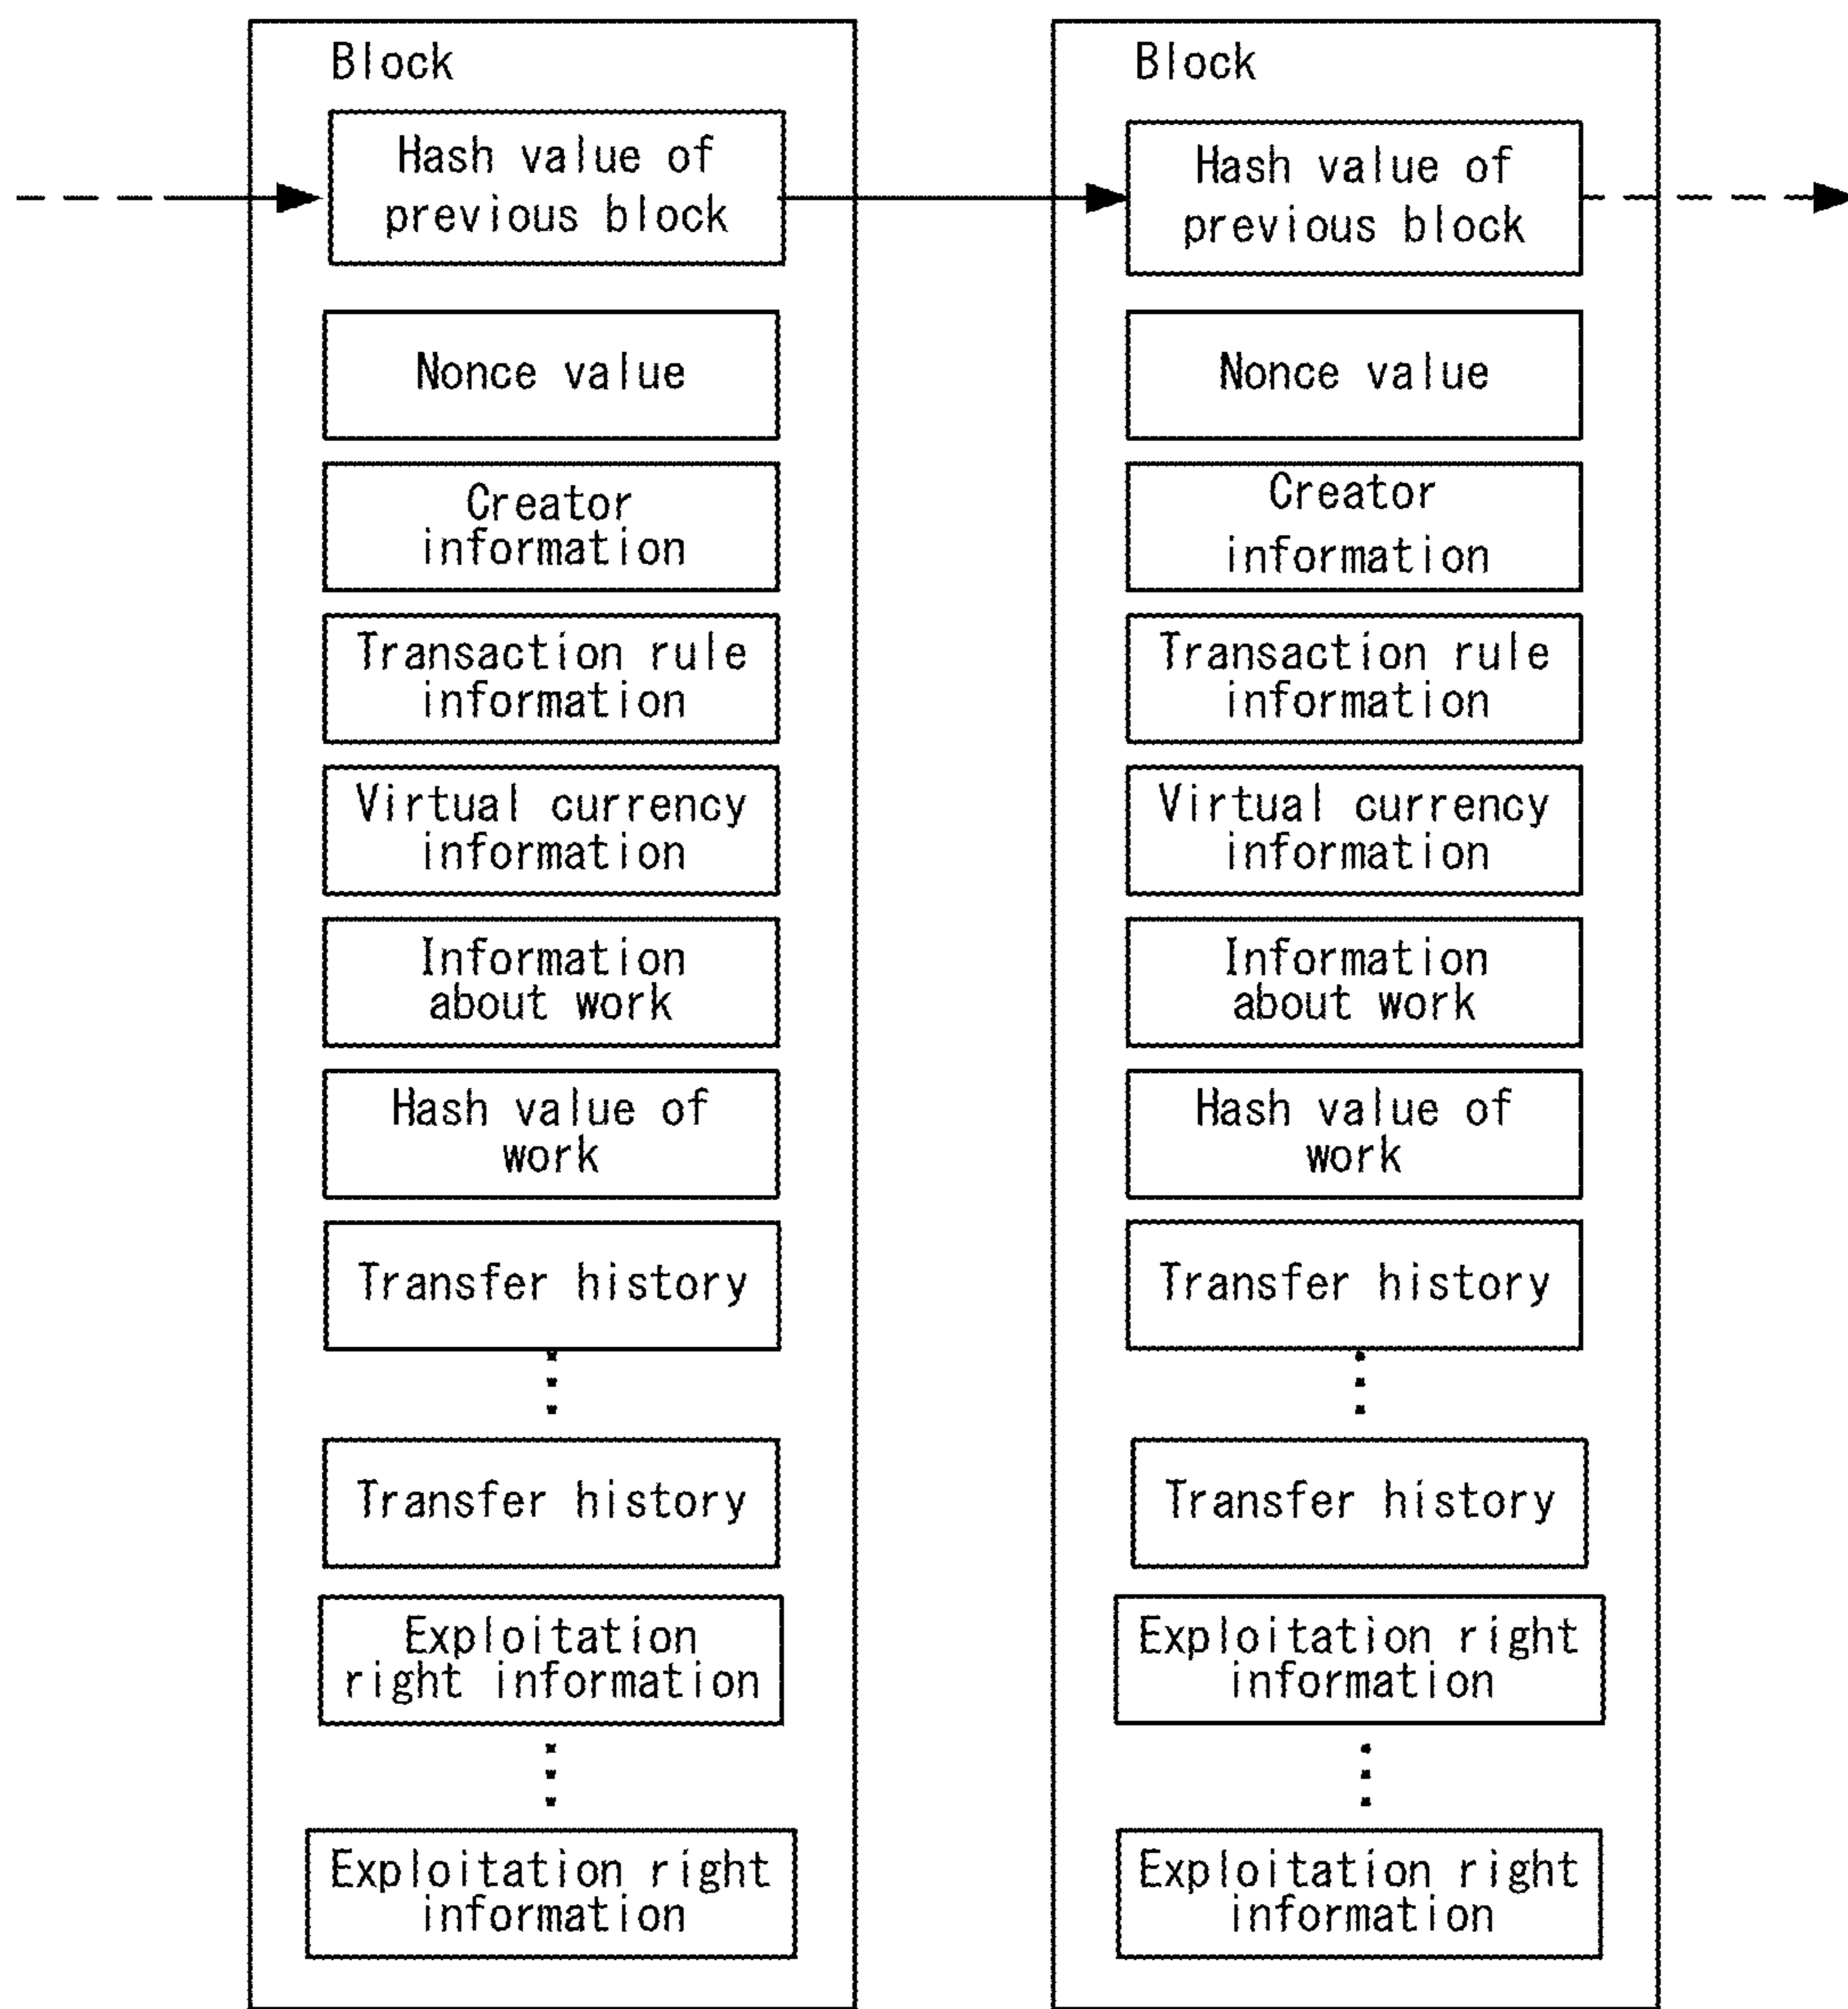 Block
Hash value of
previous block
Nonce value
Creator
information
Transaction rule
information
Virtual currency
information
Information
about work
Hash value of
work
Transfer history
Transfer history
Exploitation
right information
Exploitation right
information
Block
Hash value of
previous block
Nonce value
Creator
information
Transaction rule
information
Virtual currency
information
Information
about work
Hash value of
work
Transfer history
Transfer history
Exploitation right
information
Exploitation right
information